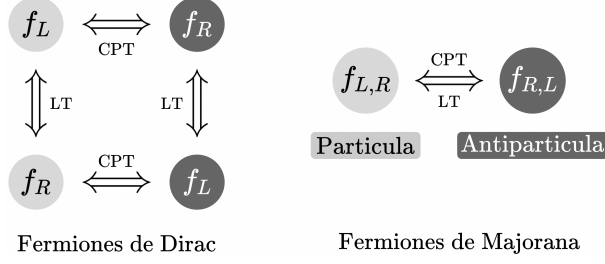 f_L CPT f_R
LT LT
f_R CPT f_L
Fermiones de Dirac
f_{L,R} CPT LT f_{R,L}
Particula Antiparticula
Fermiones de Majorana